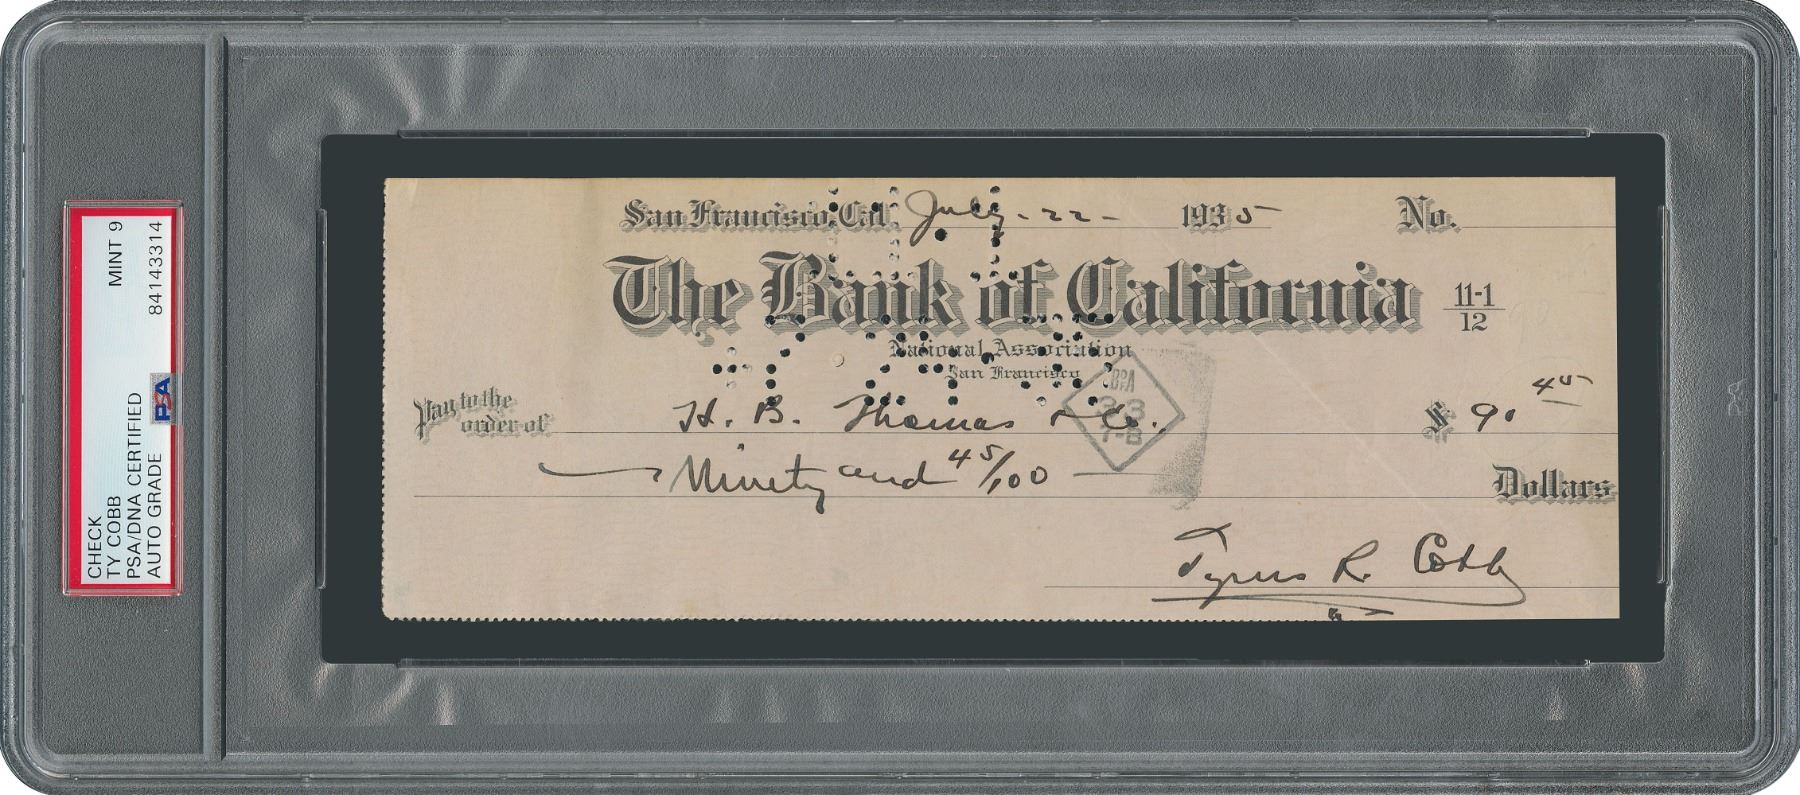 CHECK MINT 9
TY COBB
PSA/DNA CERTIFIED
AUTO GRADE 84143314
PSA
San Francisco, Cal. July-22- 1935 No.
The Bank of California 11-1/12
National Association
San Francisco
Pay to the order of H. B. Thomas & Co. $ 90 45
Ninety and 45/100 Dollars
Tyrus R. Cobb
33
7-B